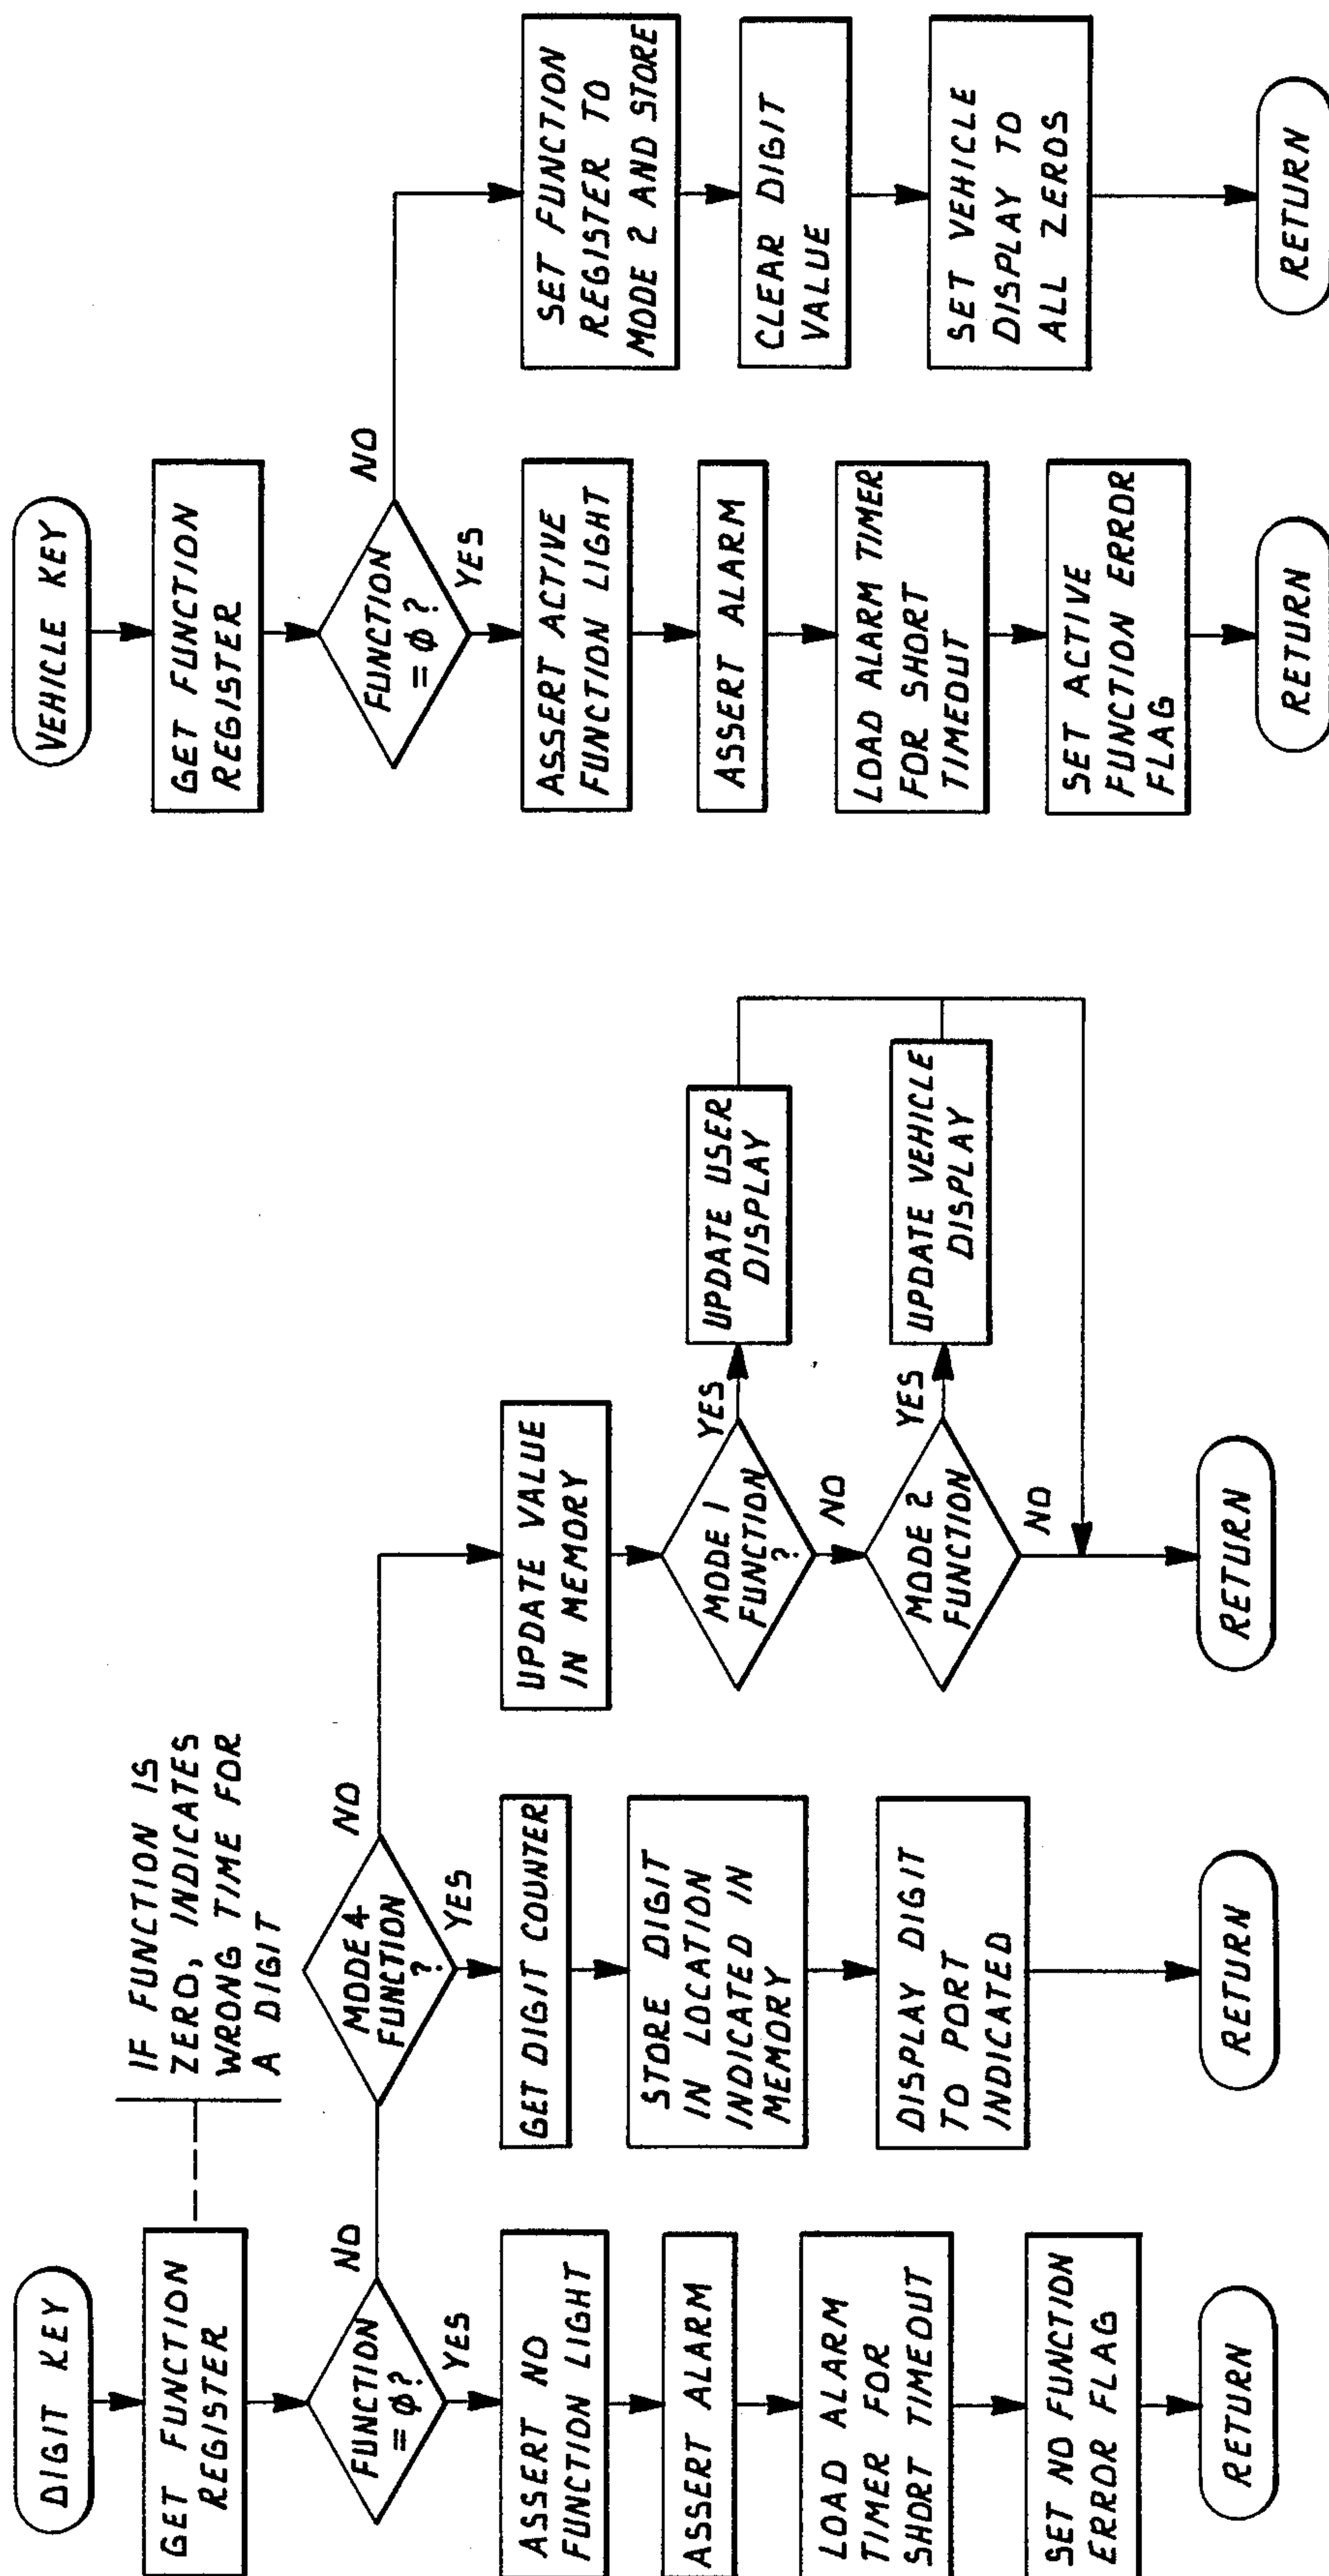 DIGIT KEY
GET FUNCTION
REGISTER
IF FUNCTION IS
ZERO, INDICATES
WRONG TIME FOR
A DIGIT
FUNCTION
= φ?
NO
YES
ASSERT NO
FUNCTION LIGHT
ASSERT ALARM
LOAD ALARM
TIMER FOR
SHORT TIMEOUT
SET NO FUNCTION
ERROR FLAG
RETURN
MODE 4
FUNCTION
?
NO
YES
GET DIGIT COUNTER
STORE DIGIT
IN LOCATION
INDICATED IN
MEMORY
DISPLAY DIGIT
TO PORT
INDICATED
RETURN
UPDATE VALUE
IN MEMORY
MODE 1
FUNCTION
?
YES
NO
UPDATE USER
DISPLAY
MODE 2
FUNCTION
YES
NO
UPDATE VEHICLE
DISPLAY
RETURN
VEHICLE KEY
GET FUNCTION
REGISTER
FUNCTION
= φ ?
NO
YES
ASSERT ACTIVE
FUNCTION LIGHT
ASSERT ALARM
LOAD ALARM TIMER
FOR SHORT
TIMEOUT
SET ACTIVE
FUNCTION ERROR
FLAG
RETURN
SET FUNCTION
REGISTER TO
MODE 2 AND STORE
CLEAR DIGIT
VALUE
SET VEHICLE
DISPLAY TO
ALL ZEROS
RETURN